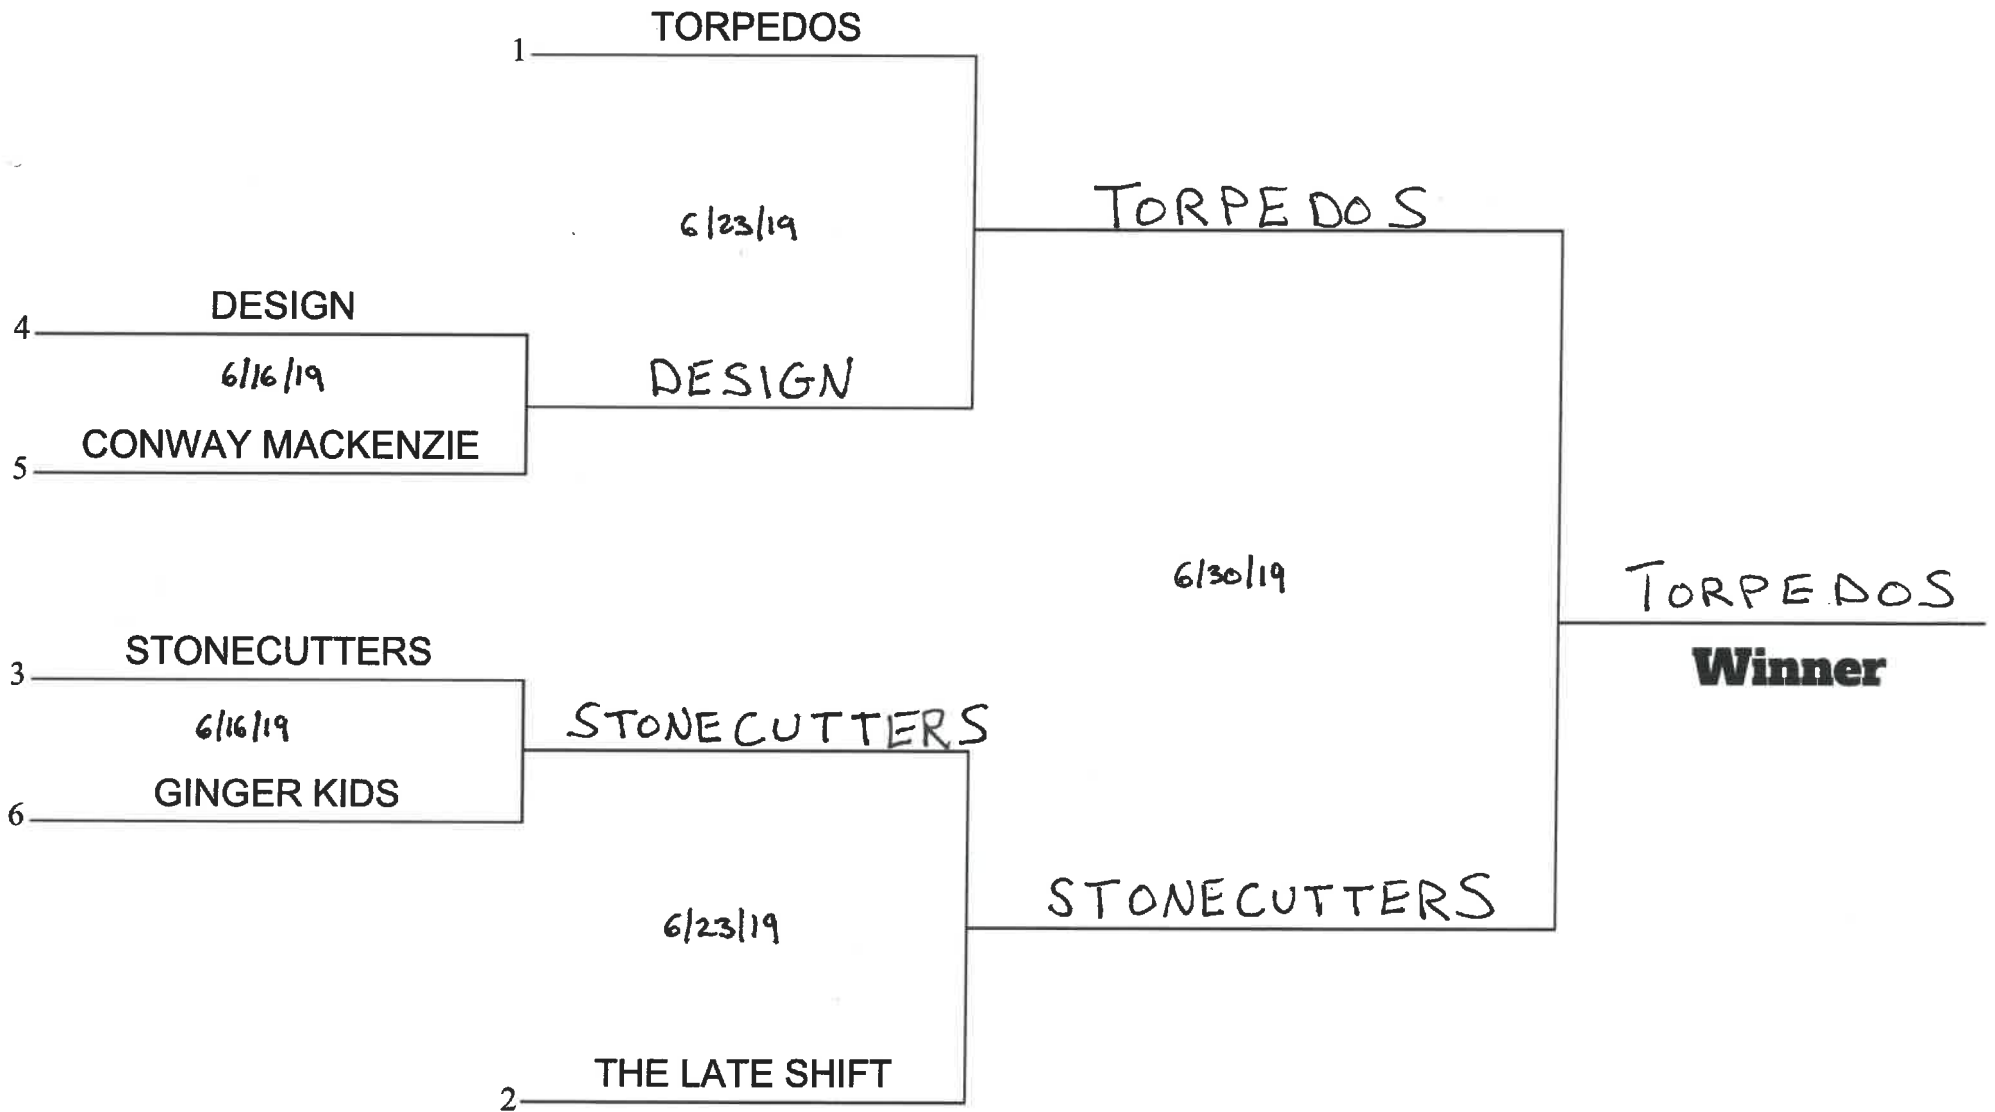 TORPEDOS
1
TORPEDOS
6/23/19
DESIGN
4
6/16/19
DESIGN
CONWAY MACKENZIE
5
6/30/19
TORPEDOS
Winner
STONECUTTERS
3
6/16/19
STONECUTTERS
GINGER KIDS
6
STONECUTTERS
6/23/19
THE LATE SHIFT
2